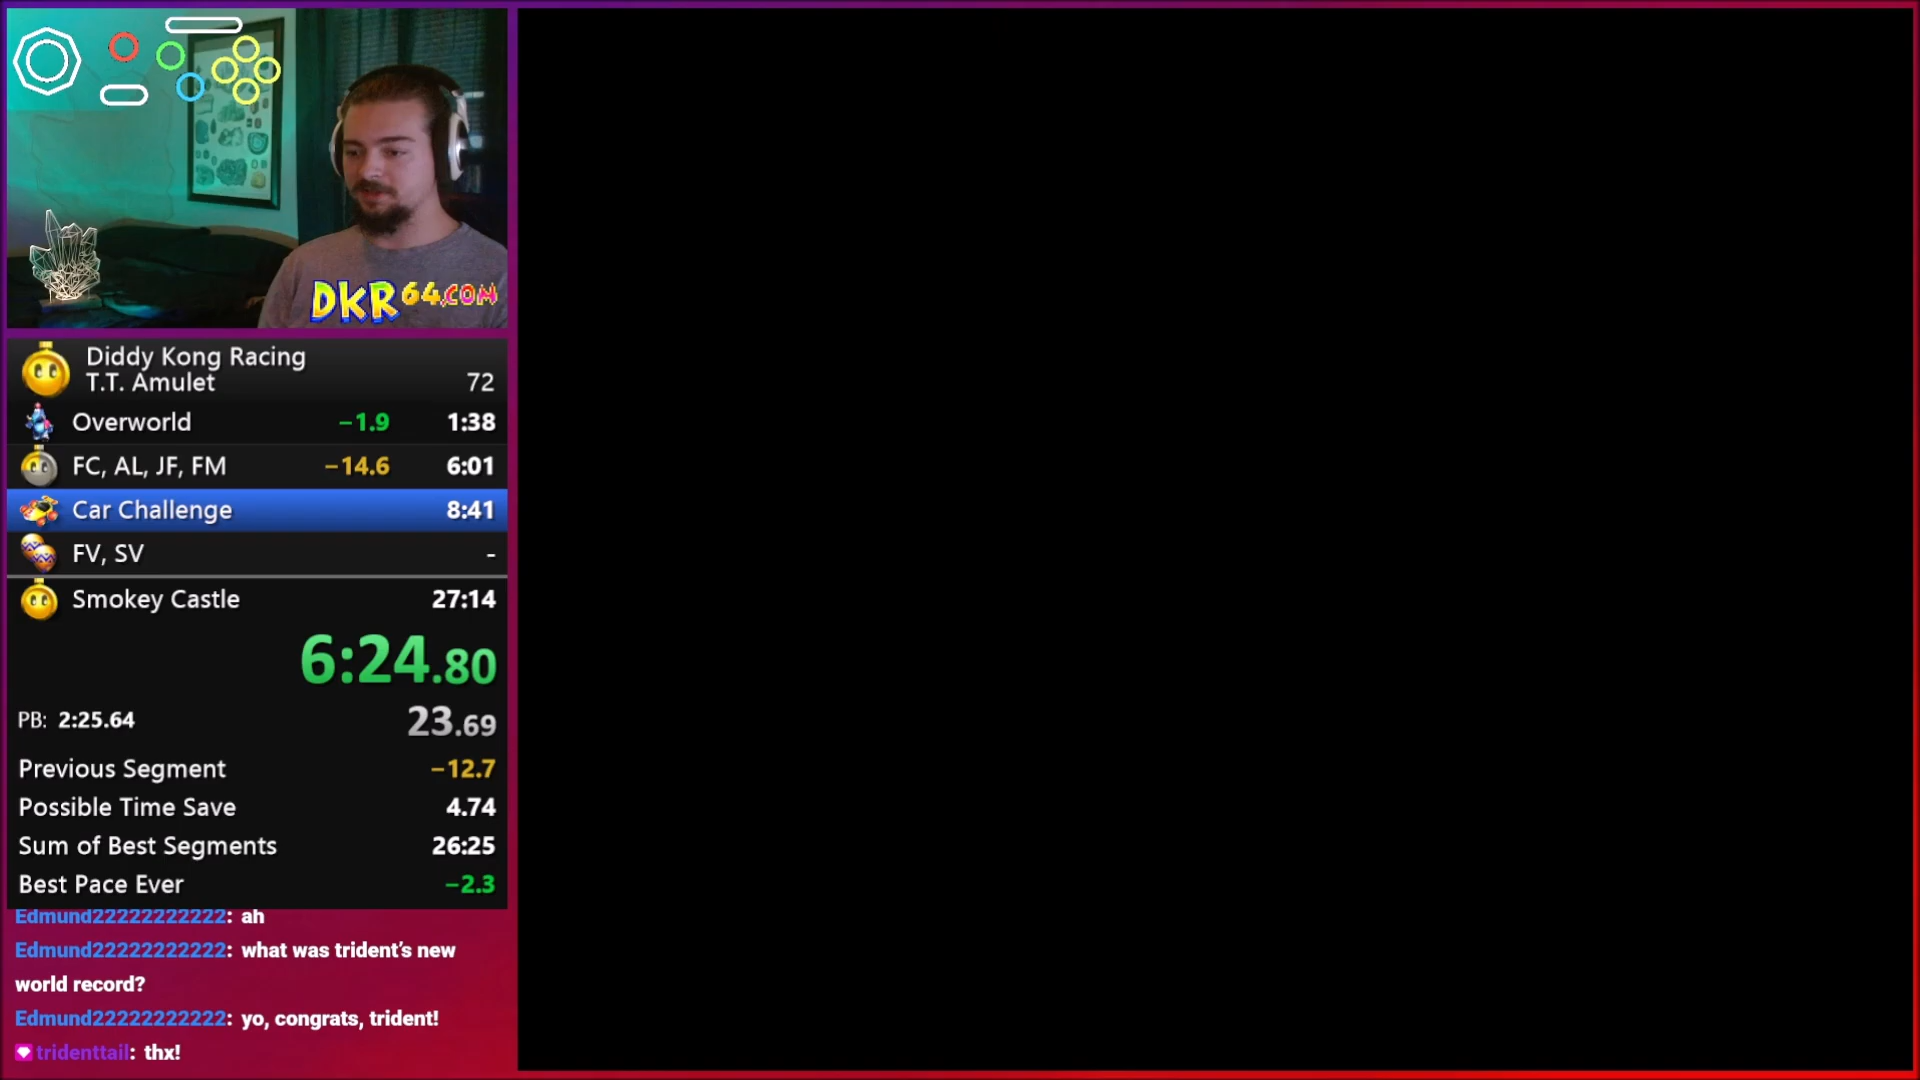 DKR64.COM
Diddy Kong Racing
T.T. Amulet 72
Overworld −1.9 1:38
FC, AL, JF, FM −14.6 6:01
Car Challenge 8:41
FV, SV -
Smokey Castle 27:14
6:24.80
PB: 2:25.64 23.69
Previous Segment −12.7
Possible Time Save 4.74
Sum of Best Segments 26:25
Best Pace Ever −2.3
Edmund22222222222: ah
Edmund22222222222: what was trident's new
world record?
Edmund22222222222: yo, congrats, trident!
tridenttail: thx!